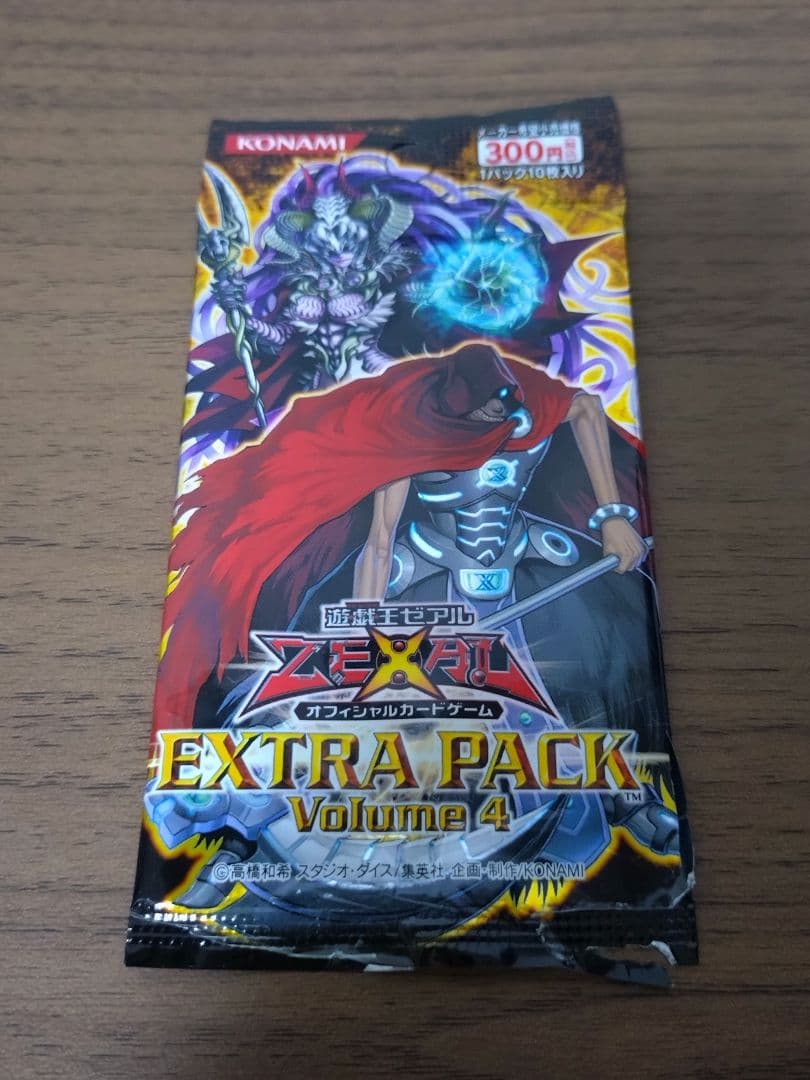 KONAMI
メーカー希望小売価格
300円 税込
1パック10枚入り
遊戯王ゼアル
ZEXAL
オフィシャルカードゲーム
EXTRA PACK™
Volume 4
©高橋和希 スタジオ・ダイス/集英社 企画・制作/KONAMI